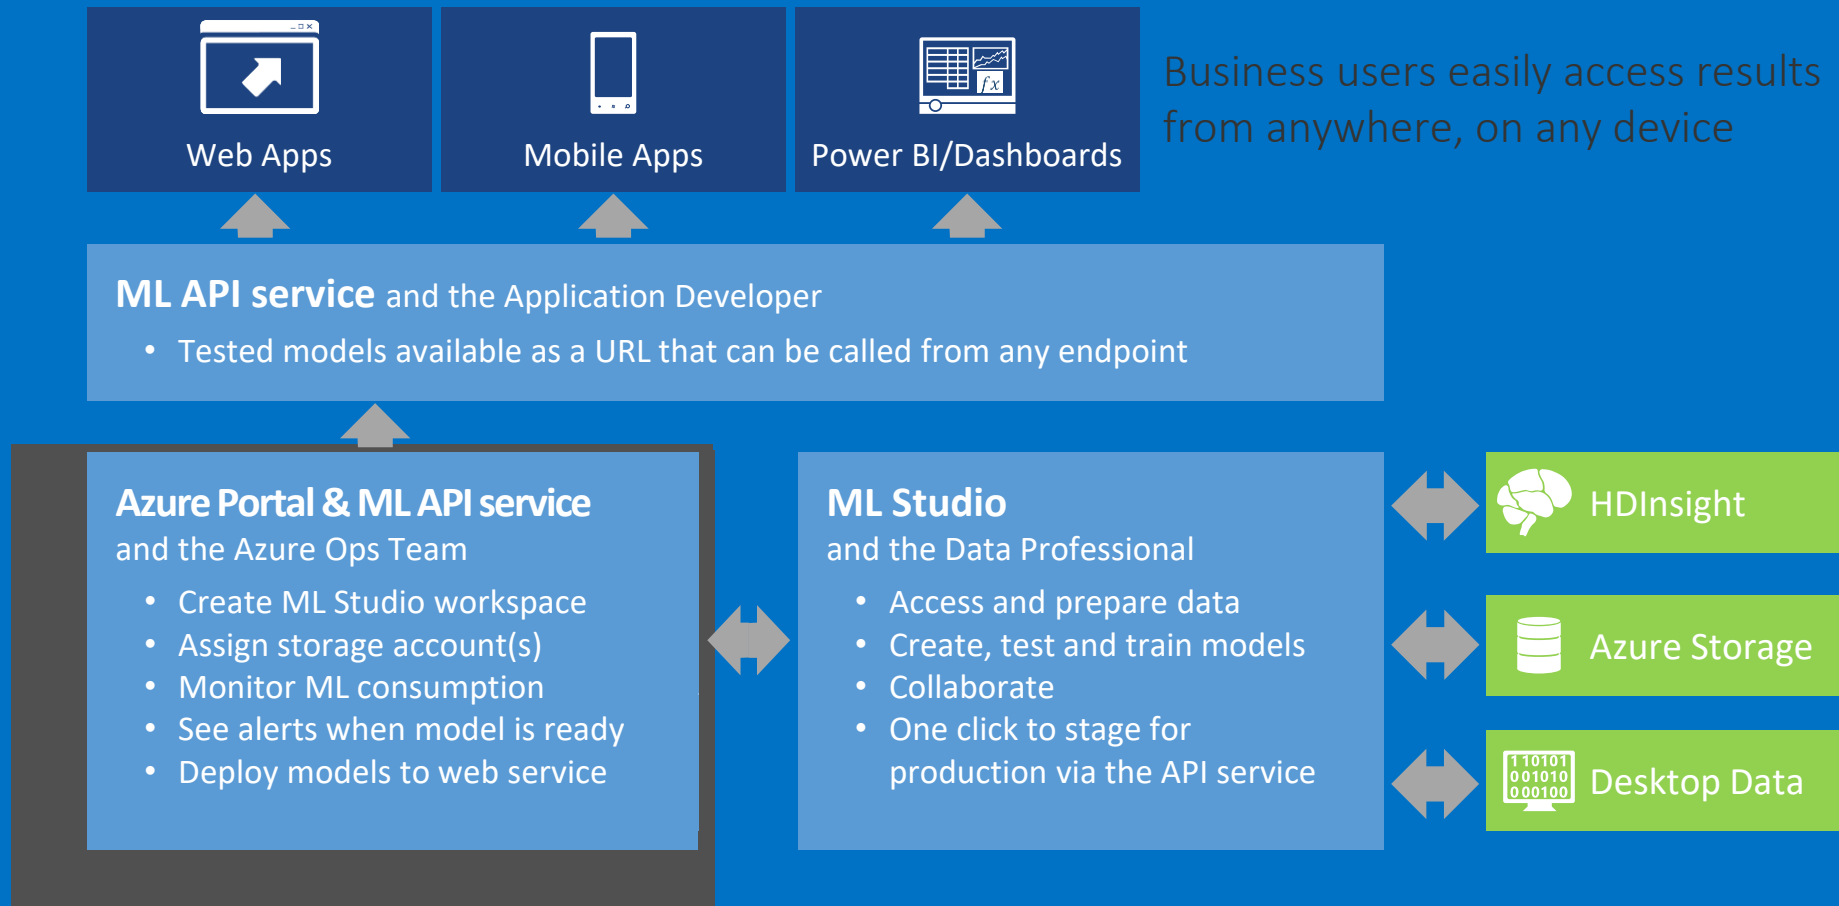 Web Apps
Mobile Apps
fx
Power BI/Dashboards
Business users easily access results
from anywhere, on any device
ML API service and the Application Developer
• Tested models available as a URL that can be called from any endpoint
Azure Portal & ML API service
and the Azure Ops Team
• Create ML Studio workspace
• Assign storage account(s)
• Monitor ML consumption
• See alerts when model is ready
• Deploy models to web service
ML Studio
and the Data Professional
• Access and prepare data
• Create, test and train models
• Collaborate
• One click to stage for
production via the API service
HDInsight
Azure Storage
110101
001010
000100
Desktop Data